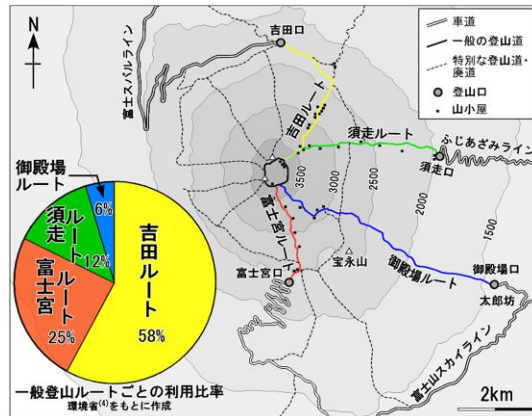 N
車道
一般の登山道
特別な登山道・
廃道
登山口
山小屋
吉田口
富士スバルライン
吉田ルート
須走ルート
ふじあざみライン
須走口
3500
3000
2500
2000
1500
富士宮ルート
宝永山
富士宮口
御殿場ルート
御殿場口
太郎坊
富士山スカイライン
2km
御殿場
ルート
6%
須走
ルート
12%
富士宮
ルート
25%
吉田
ルート
58%
一般登山ルートごとの利用比率
環境省(4)をもとに作成